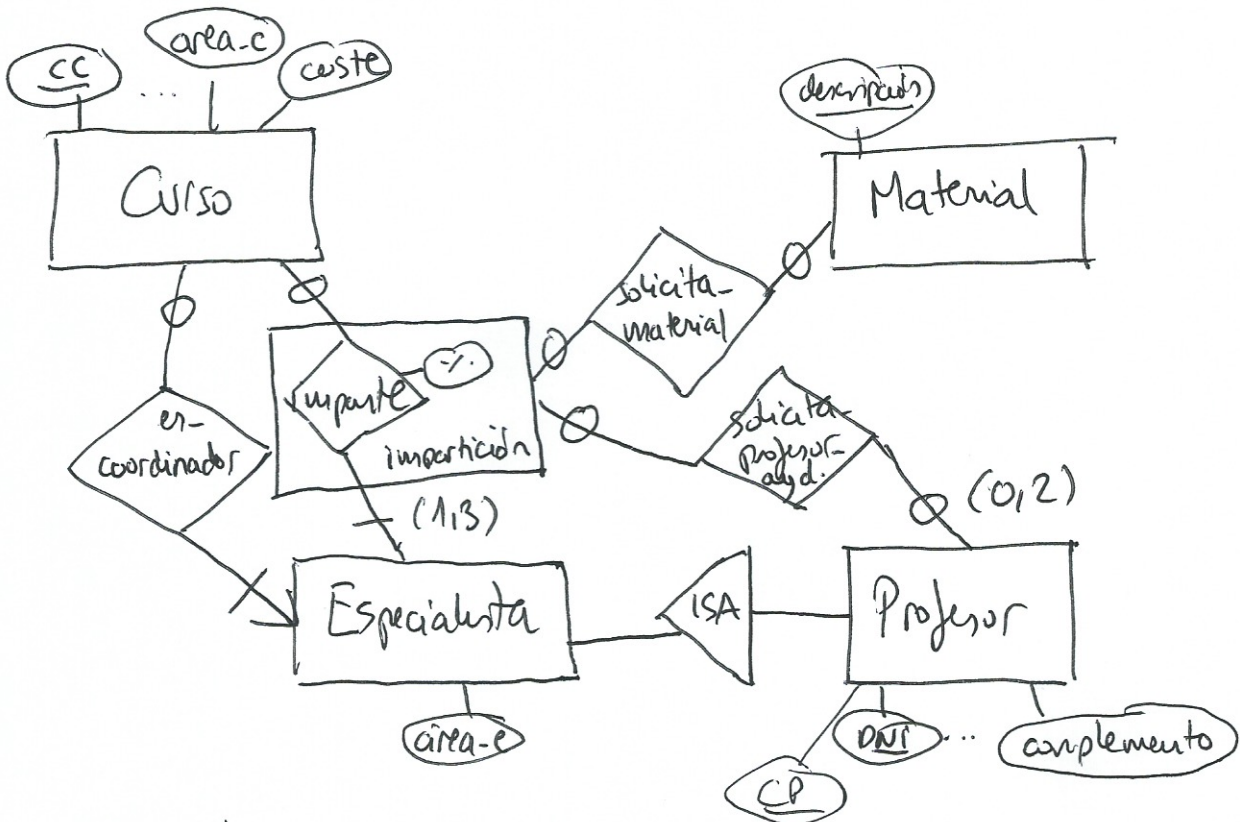 CC
...
area-c
coste
descripción
Curso
Material
solicita-
material
imparte
%
impartición
es-
coordinador
solicita-
profesor-
ayd.
(0,2)
(1,3)
Especialista
ISA
Profesor
área-e
DNI
...
complemento
CP